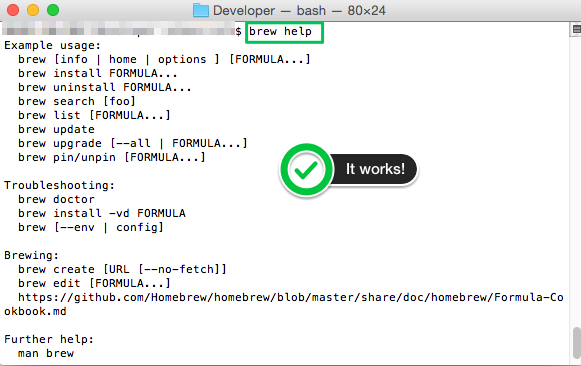 Developer — bash — 80×24
$ brew help
Example usage:
  brew [info | home | options ] [FORMULA...]
  brew install FORMULA...
  brew uninstall FORMULA...
  brew search [foo]
  brew list [FORMULA...]
  brew update
  brew upgrade [--all | FORMULA...]
  brew pin/unpin [FORMULA...]
It works!
Troubleshooting:
  brew doctor
  brew install -vd FORMULA
  brew [--env | config]
Brewing:
  brew create [URL [--no-fetch]]
  brew edit [FORMULA...]
  https://github.com/Homebrew/homebrew/blob/master/share/doc/homebrew/Formula-Co
okbook.md
Further help:
  man brew